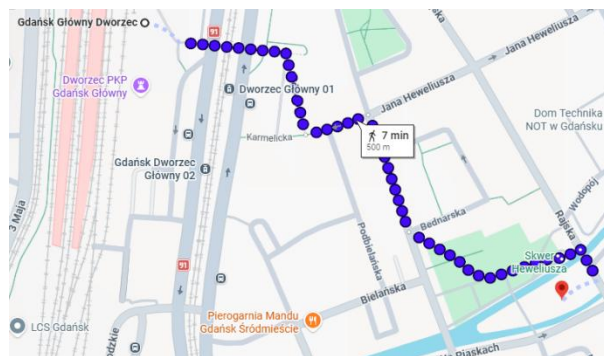 Gdańsk Główny Dworzec
91
Dworzec PKP
Gdańsk Główny
Dworzec Główny 01
Jana Heweliusza
Jana Heweliusza
Karmelicka
7 min
500 m
Dom Technika
NOT w Gdańsku
Gdańsk Dworzec
Główny 02
3 Maja
Wodopój
Rajska
Bednarska
Podbielańska
Skwer
Heweliusza
91
Bielańska
Pierogarnia Mandu
Gdańsk Śródmieście
LCS Gdańsk
Piaskach